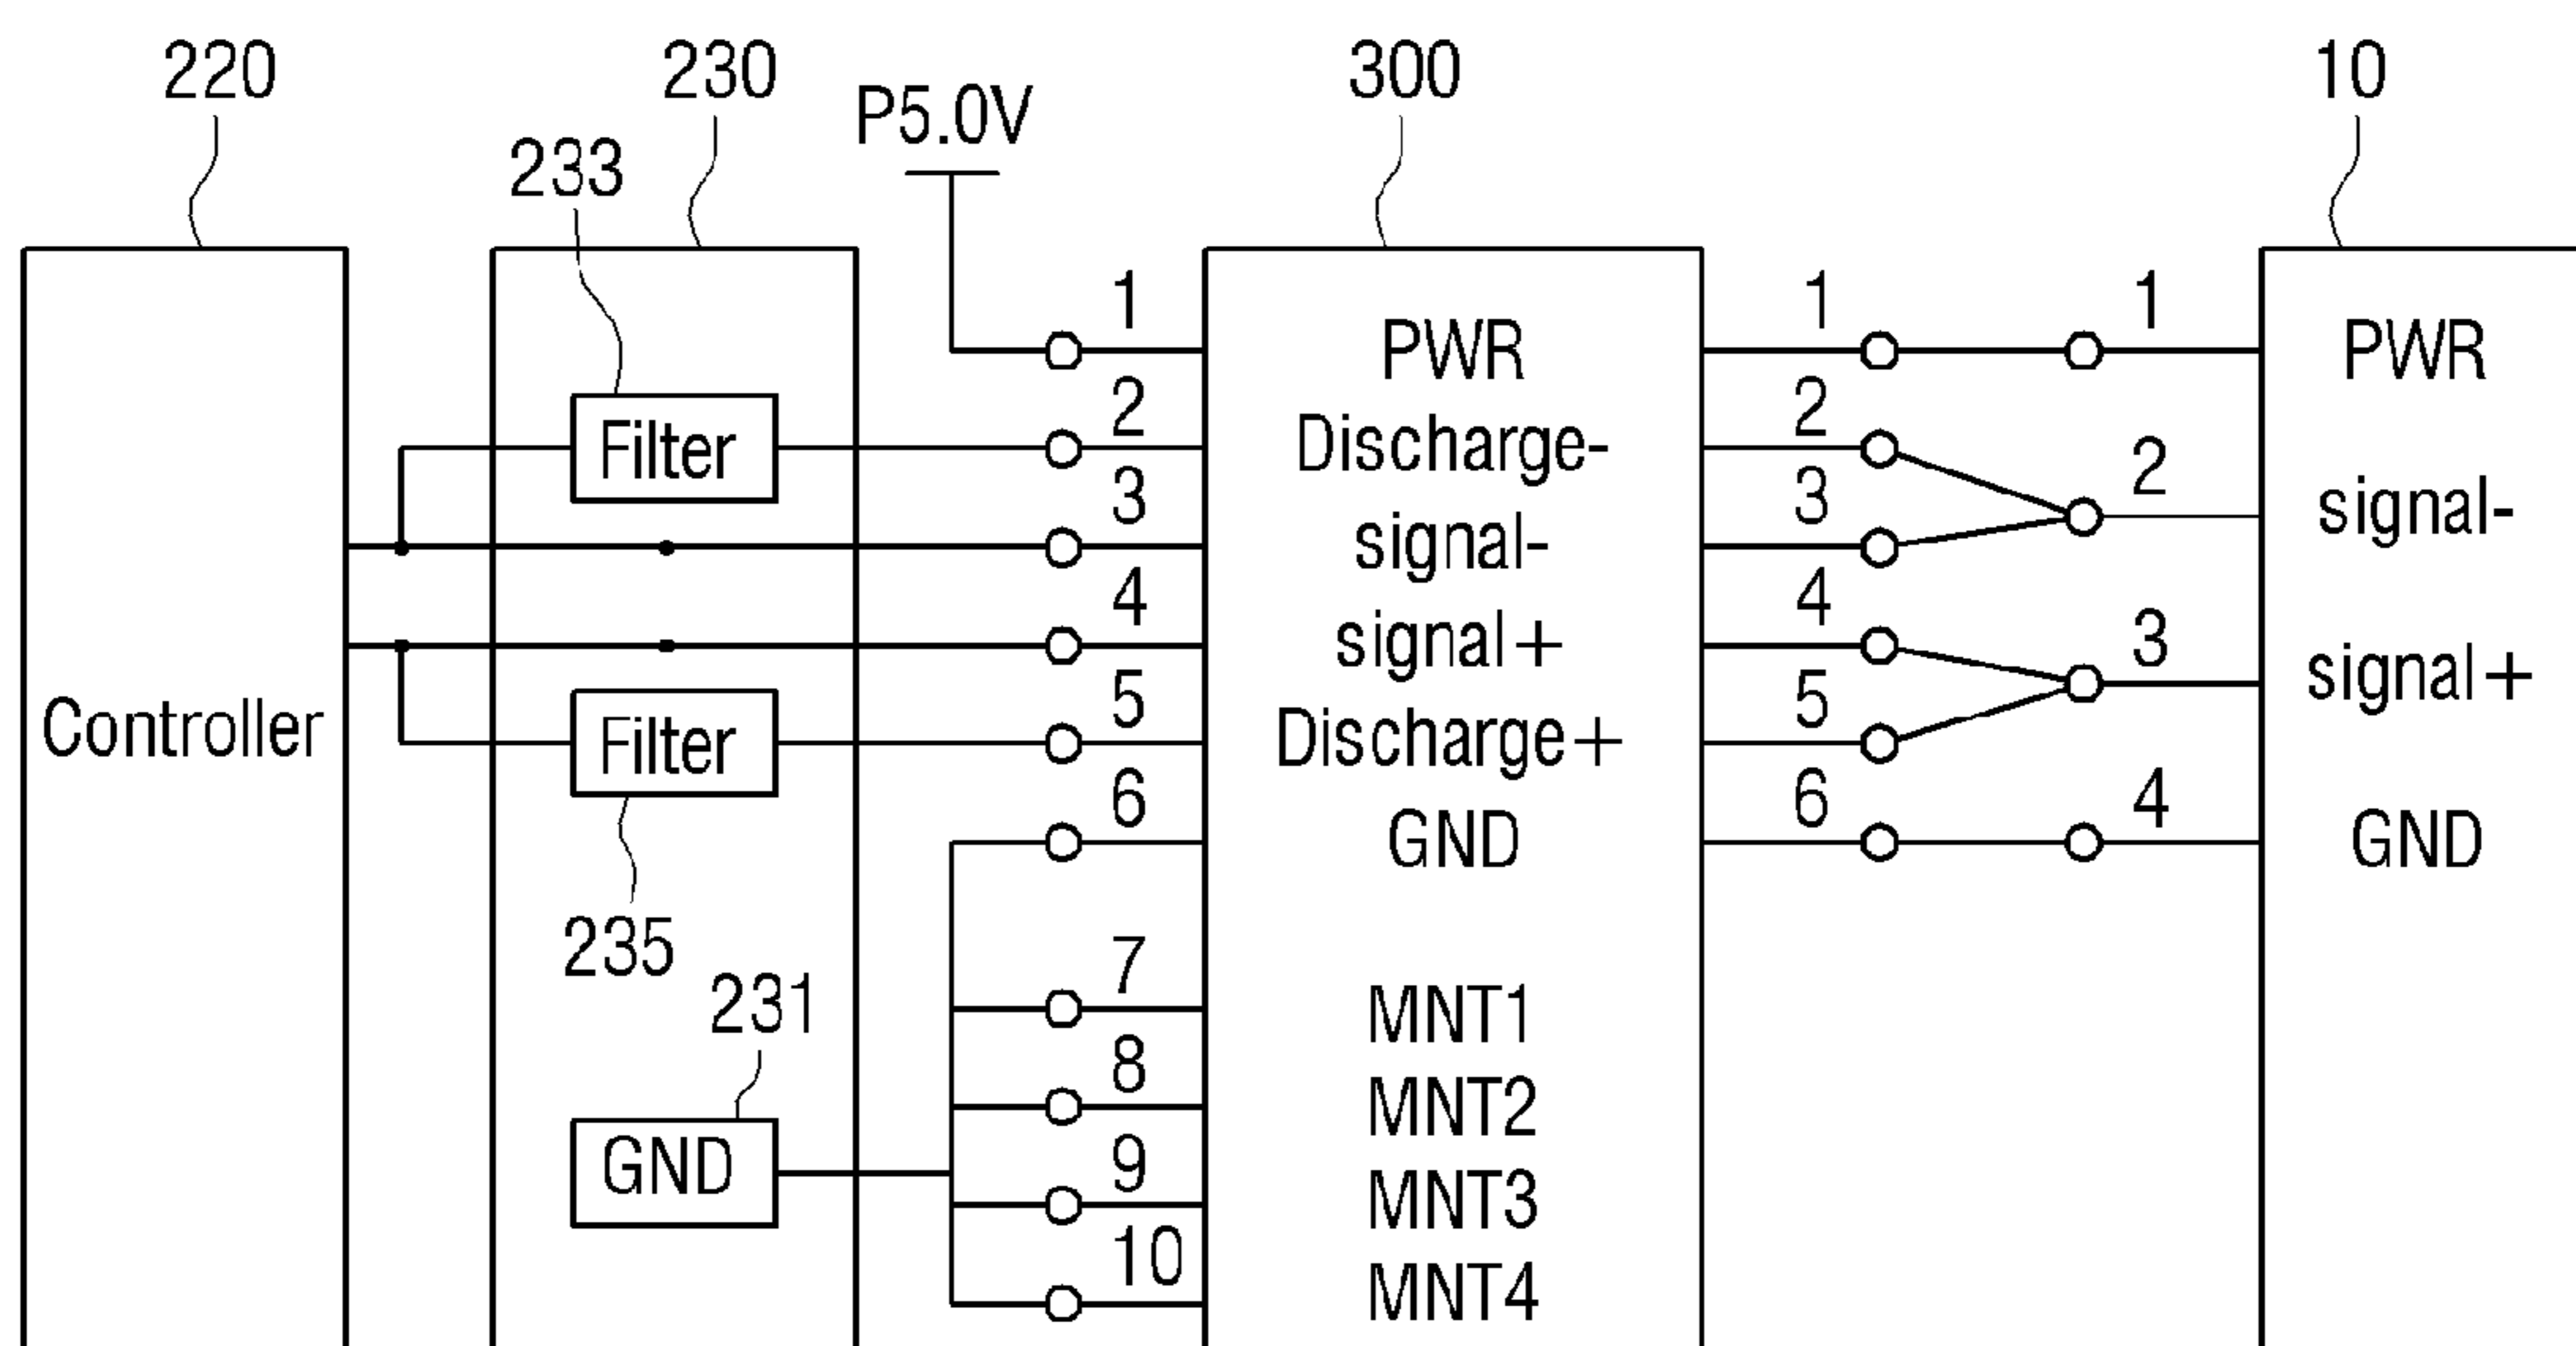 220
230
300
10
P5.0V
233
1
1
1
PWR
PWR
2
2
Filter
Discharge-
2
3
3
signal-
signal-
4
4
signal+
3
signal+
5
5
Controller
Filter
Discharge+
6
6
4
GND
GND
235
7
231
MNT1
8
MNT2
9
GND
MNT3
10
MNT4